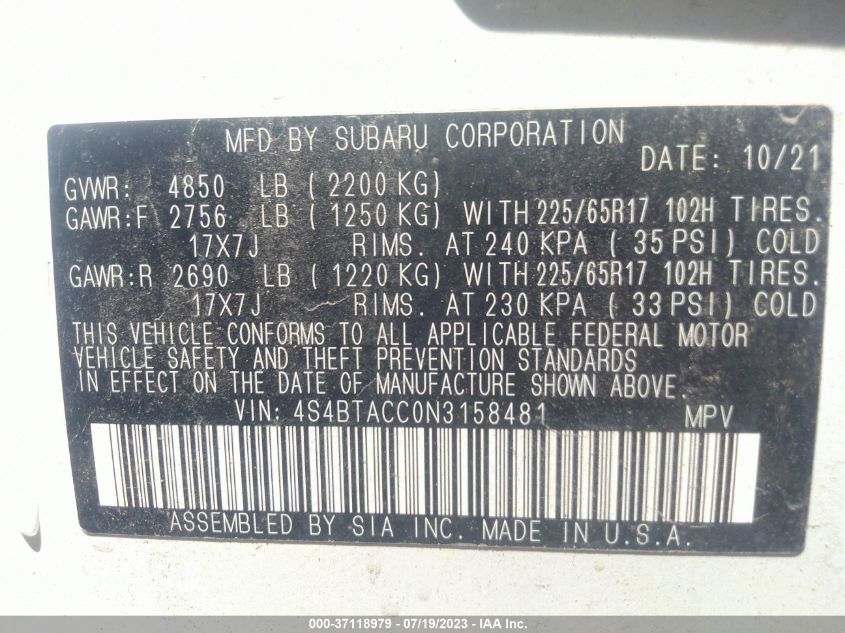 MFD BY SUBARU CORPORATION
DATE: 10/21
GVWR: 4850 LB ( 2200 KG)
GAWR:F 2756 LB ( 1250 KG) WITH 225/65R17 102H TIRES.
17X7J RIMS. AT 240 KPA ( 35 PSI) COLD
GAWR:R 2690 LB ( 1220 KG) WITH 225/65R17 102H TIRES.
17X7J RIMS. AT 230 KPA ( 33 PSI) COLD
THIS VEHICLE CONFORMS TO ALL APPLICABLE FEDERAL MOTOR
VEHICLE SAFETY AND THEFT PREVENTION STANDARDS
IN EFFECT ON THE DATE OF MANUFACTURE SHOWN ABOVE.
VIN: 4S4BTACC0N3158481 MPV
ASSEMBLED BY SIA INC. MADE IN U.S.A.
000-37118979 - 07/19/2023 - IAA Inc.